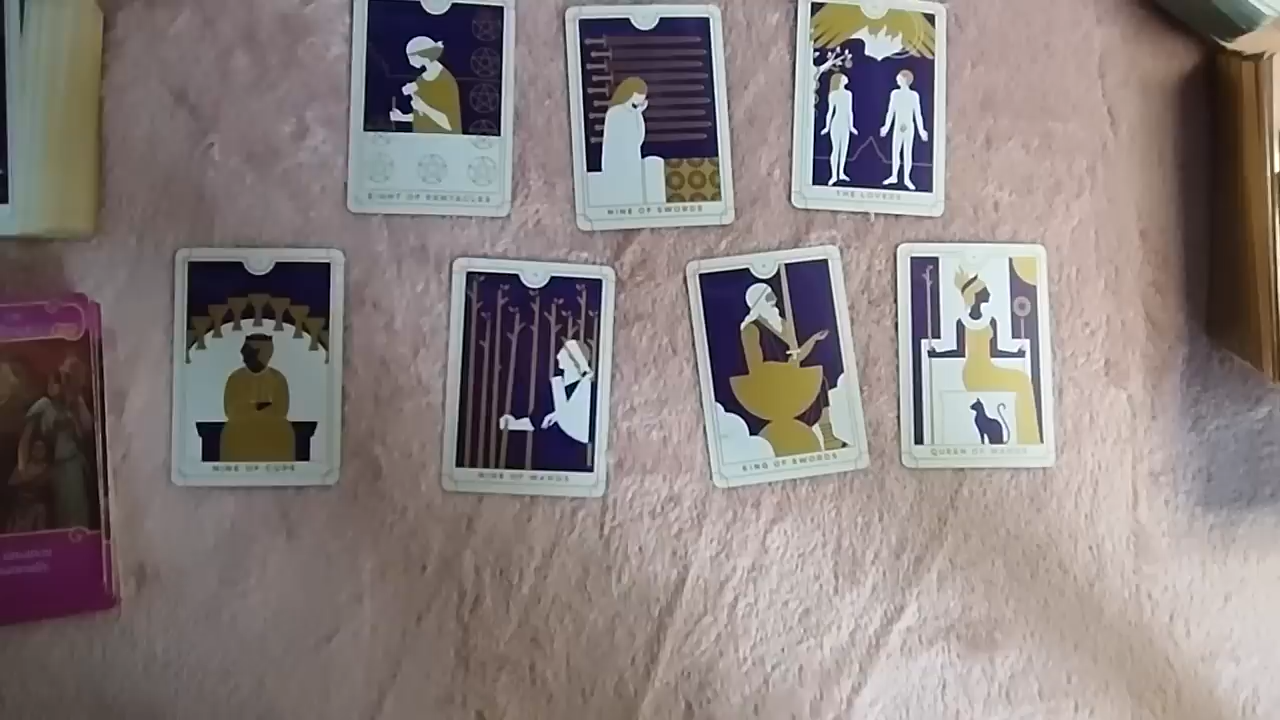 EIGHT OF PENTACLES
NINE OF SWORDS
THE LOVERS
NINE OF CUPS
NINE OF WANDS
KING OF SWORDS
QUEEN OF WANDS